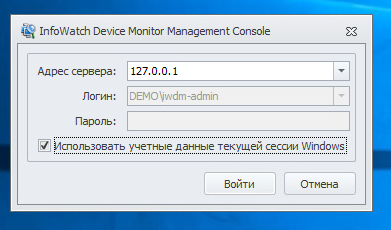 InfoWatch Device Monitor Management Console
Адрес сервера: 127.0.0.1
Логин: DEMO\iwdm-admin
Пароль:
Использовать учетные данные текущей сессии Windows
Войти Отмена